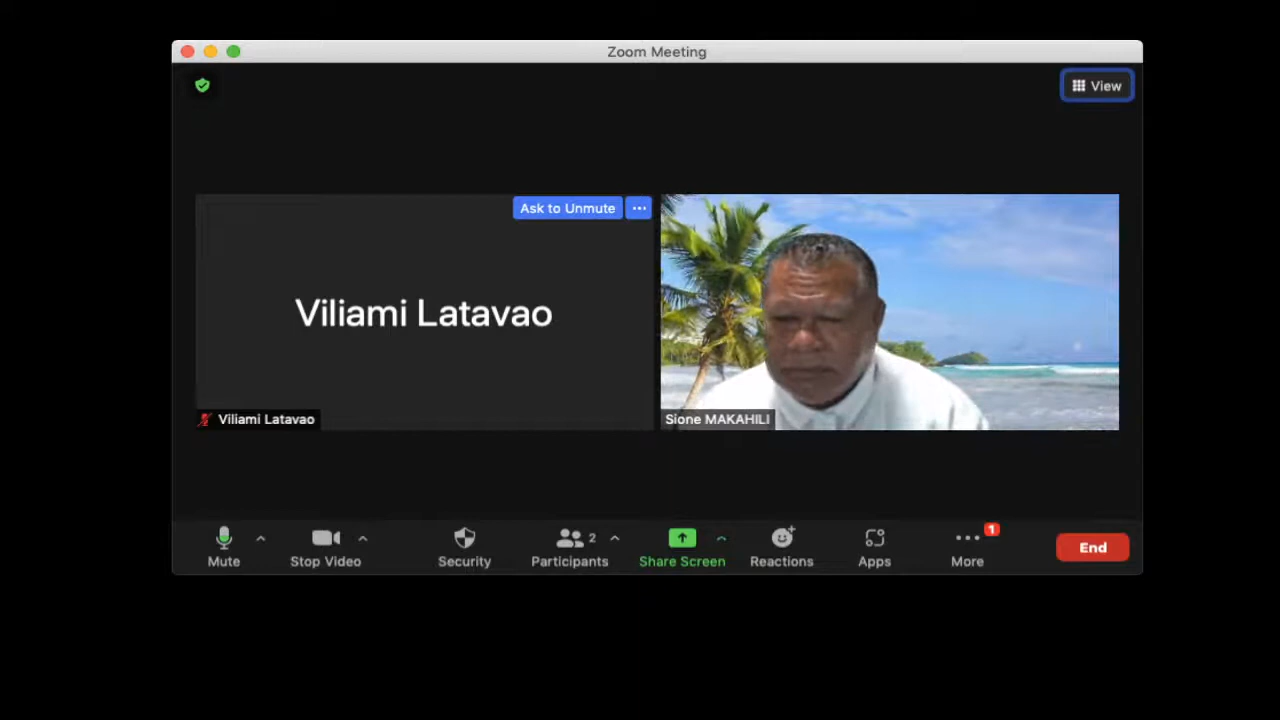 Zoom Meeting
View
Ask to Unmute
Viliami Latavao
Viliami Latavao
Sione MAKAHILI
2
1
Mute
Stop Video
Security
Participants
Share Screen
Reactions
Apps
More
End